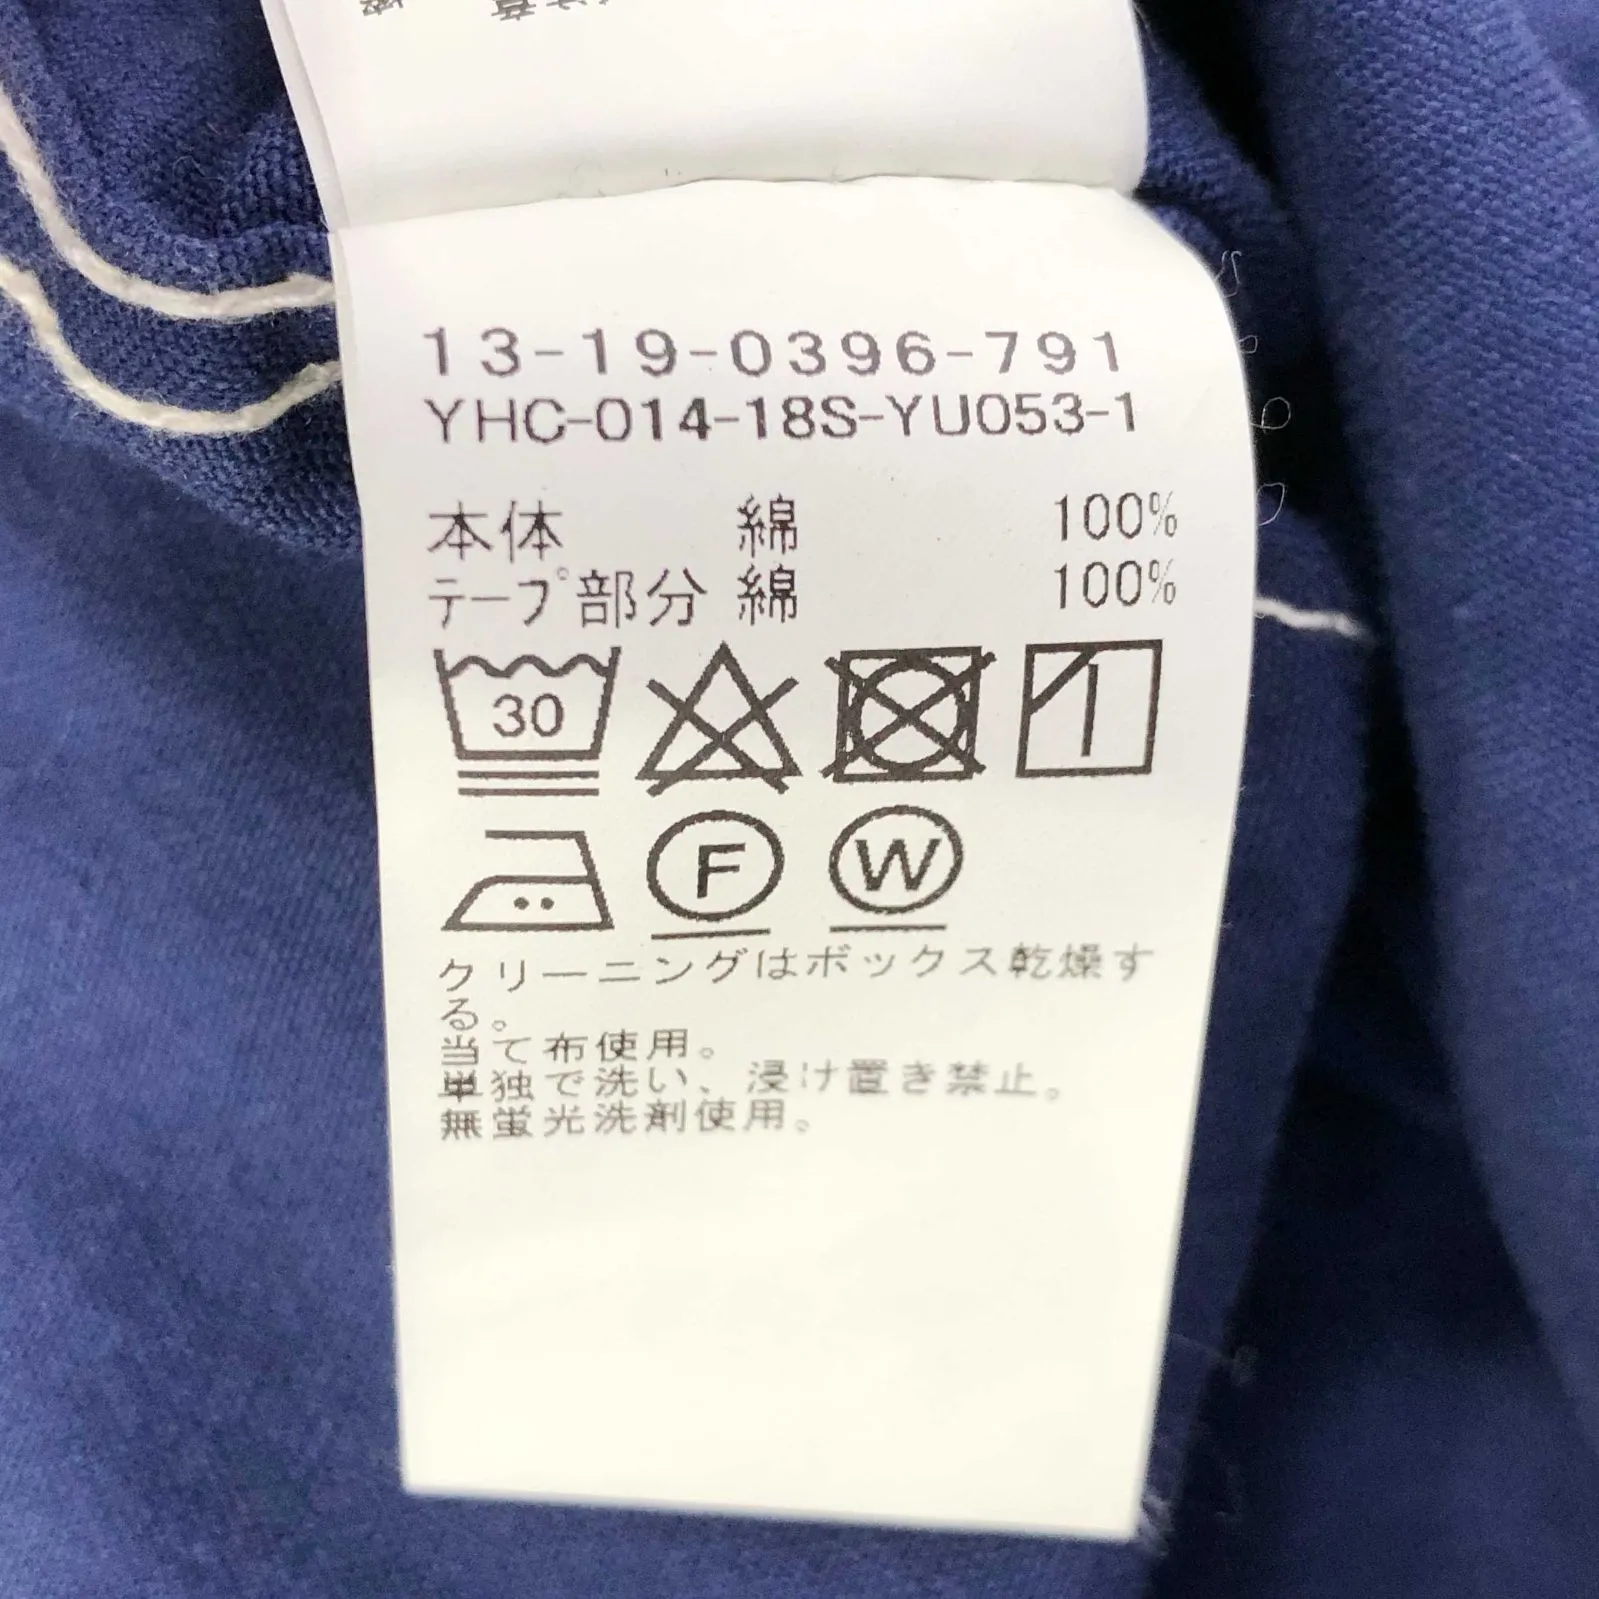 13-19-0396-791
YHC-014-18S-YU053-1
本体 綿 100%
テープ部分 綿 100%
30
F W
クリーニングはボックス乾燥す
る。
当て布使用。
単独で洗い、浸け置き禁止。
無蛍光洗剤使用。